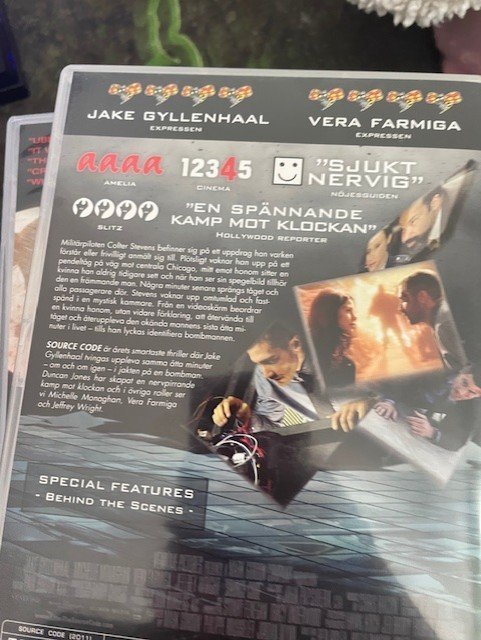 JAKE GYLLENHAAL
EXPRESSEN
VERA FARMIGA
EXPRESSEN
aaaa
AMELIA
12345
CINEMA
"SJUKT
NERVIG"
NÖJESGUIDEN
SLITZ
"EN SPÄNNANDE
KAMP MOT KLOCKAN"
HOLLYWOOD REPORTER
Militärpiloten Colter Stevens befinner sig på ett uppdrag han varken
förstår eller frivilligt anmält sig till. Plötsligt vaknar han upp på ett
pendeltåg på väg mot centrala Chicago, mitt emot honom sitter en
kvinna han aldrig tidigare sett och när han ser sin spegelbild tillhör
den en främmande man. Några minuter senare sprängs tåget och
alla passagerare dör. Stevens vaknar upp omtumlad och fast-
spänd i en mystisk kammare. Från en videoskärm beordrar
en kvinna honom, utan vidare förklaring, att återvända till
tåget och återuppleva den okända mannens sista åtta mi-
nuter i livet – tills han lyckas identifiera bombmannen.
SOURCE CODE är årets smartaste thriller där Jake
Gyllenhaal tvingas uppleva samma åtta minuter
– om och om igen – i jakten på en bombman.
Duncan Jones har skapat en nervpirrande
kamp mot klockan och i övriga roller ser
vi Michelle Monaghan, Vera Farmiga
och Jeffrey Wright.
SPECIAL FEATURES
- BEHIND THE SCENES -
SOURCE CODE (2011)